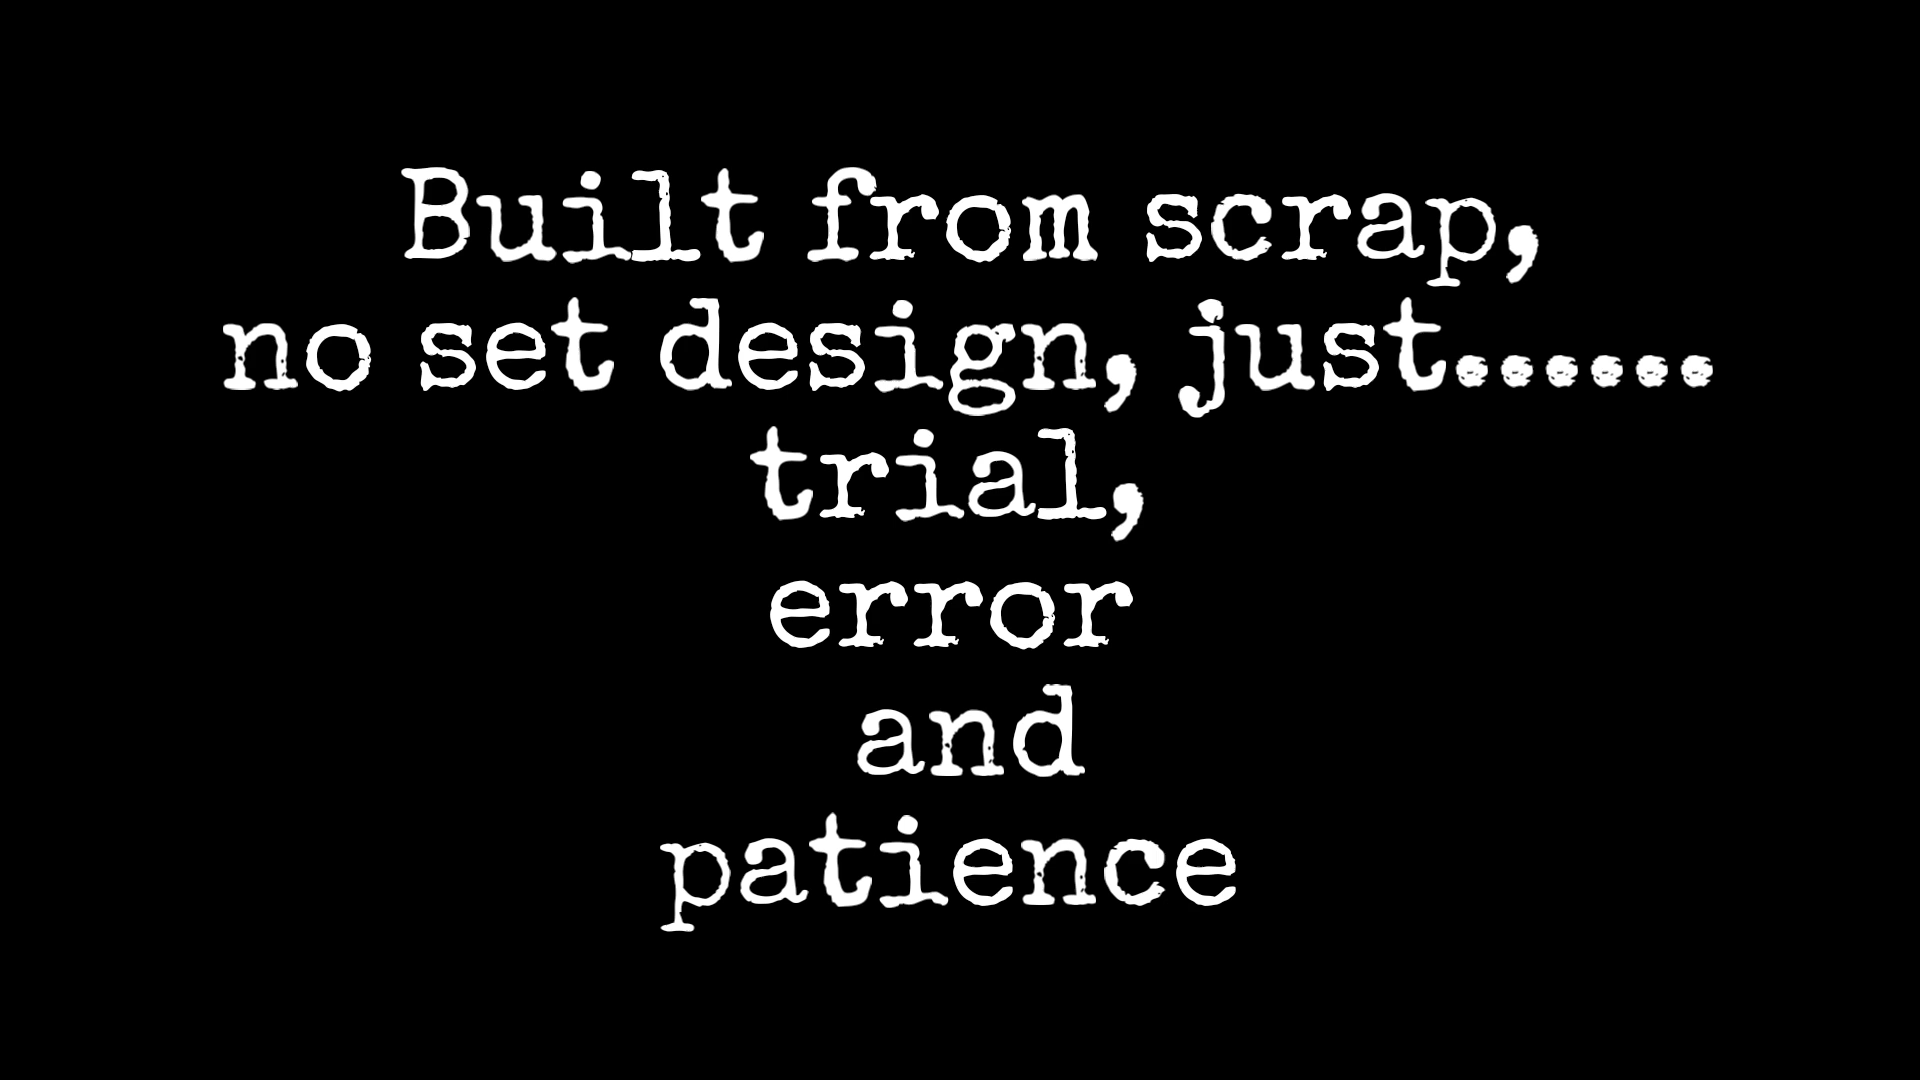 Built from scrap,
no set design, just......
trial,
error
and
patience